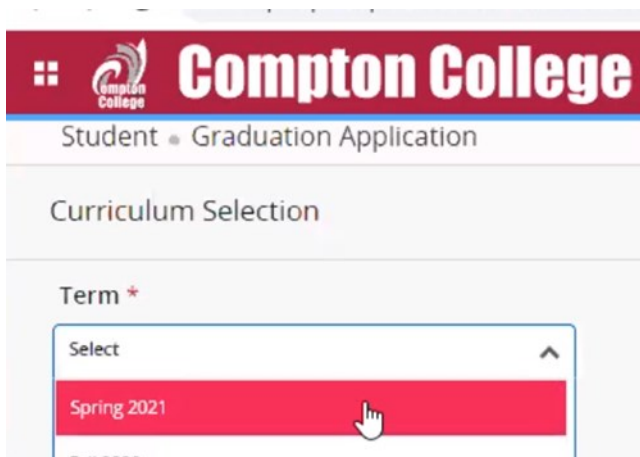 Compton College
Compton
College
Student • Graduation Application
Curriculum Selection
Term *
Select
Spring 2021